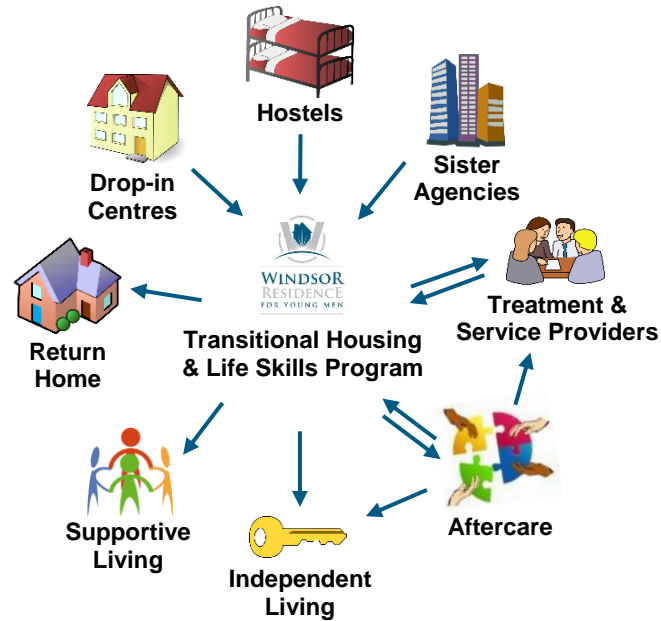 Hostels
Drop-in
Centres
Sister
Agencies
WINDSOR
RESIDENCE
FOR YOUNG MEN
Transitional Housing
& Life Skills Program
Treatment &
Service Providers
Return
Home
Supportive
Living
Independent
Living
Aftercare